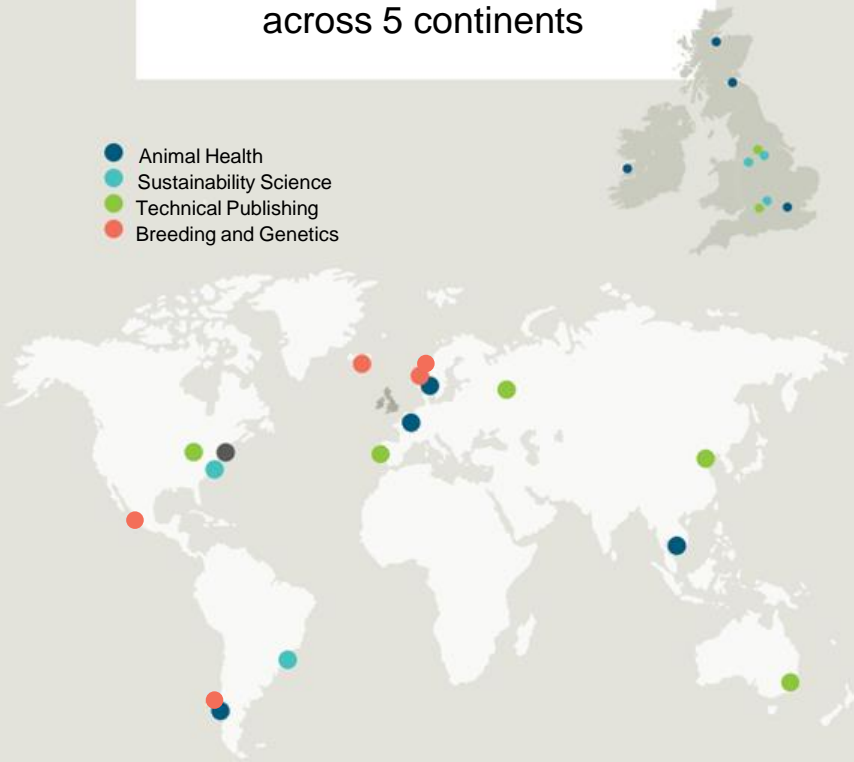 across 5 continents
Animal Health
Sustainability Science
Technical Publishing
Breeding and Genetics